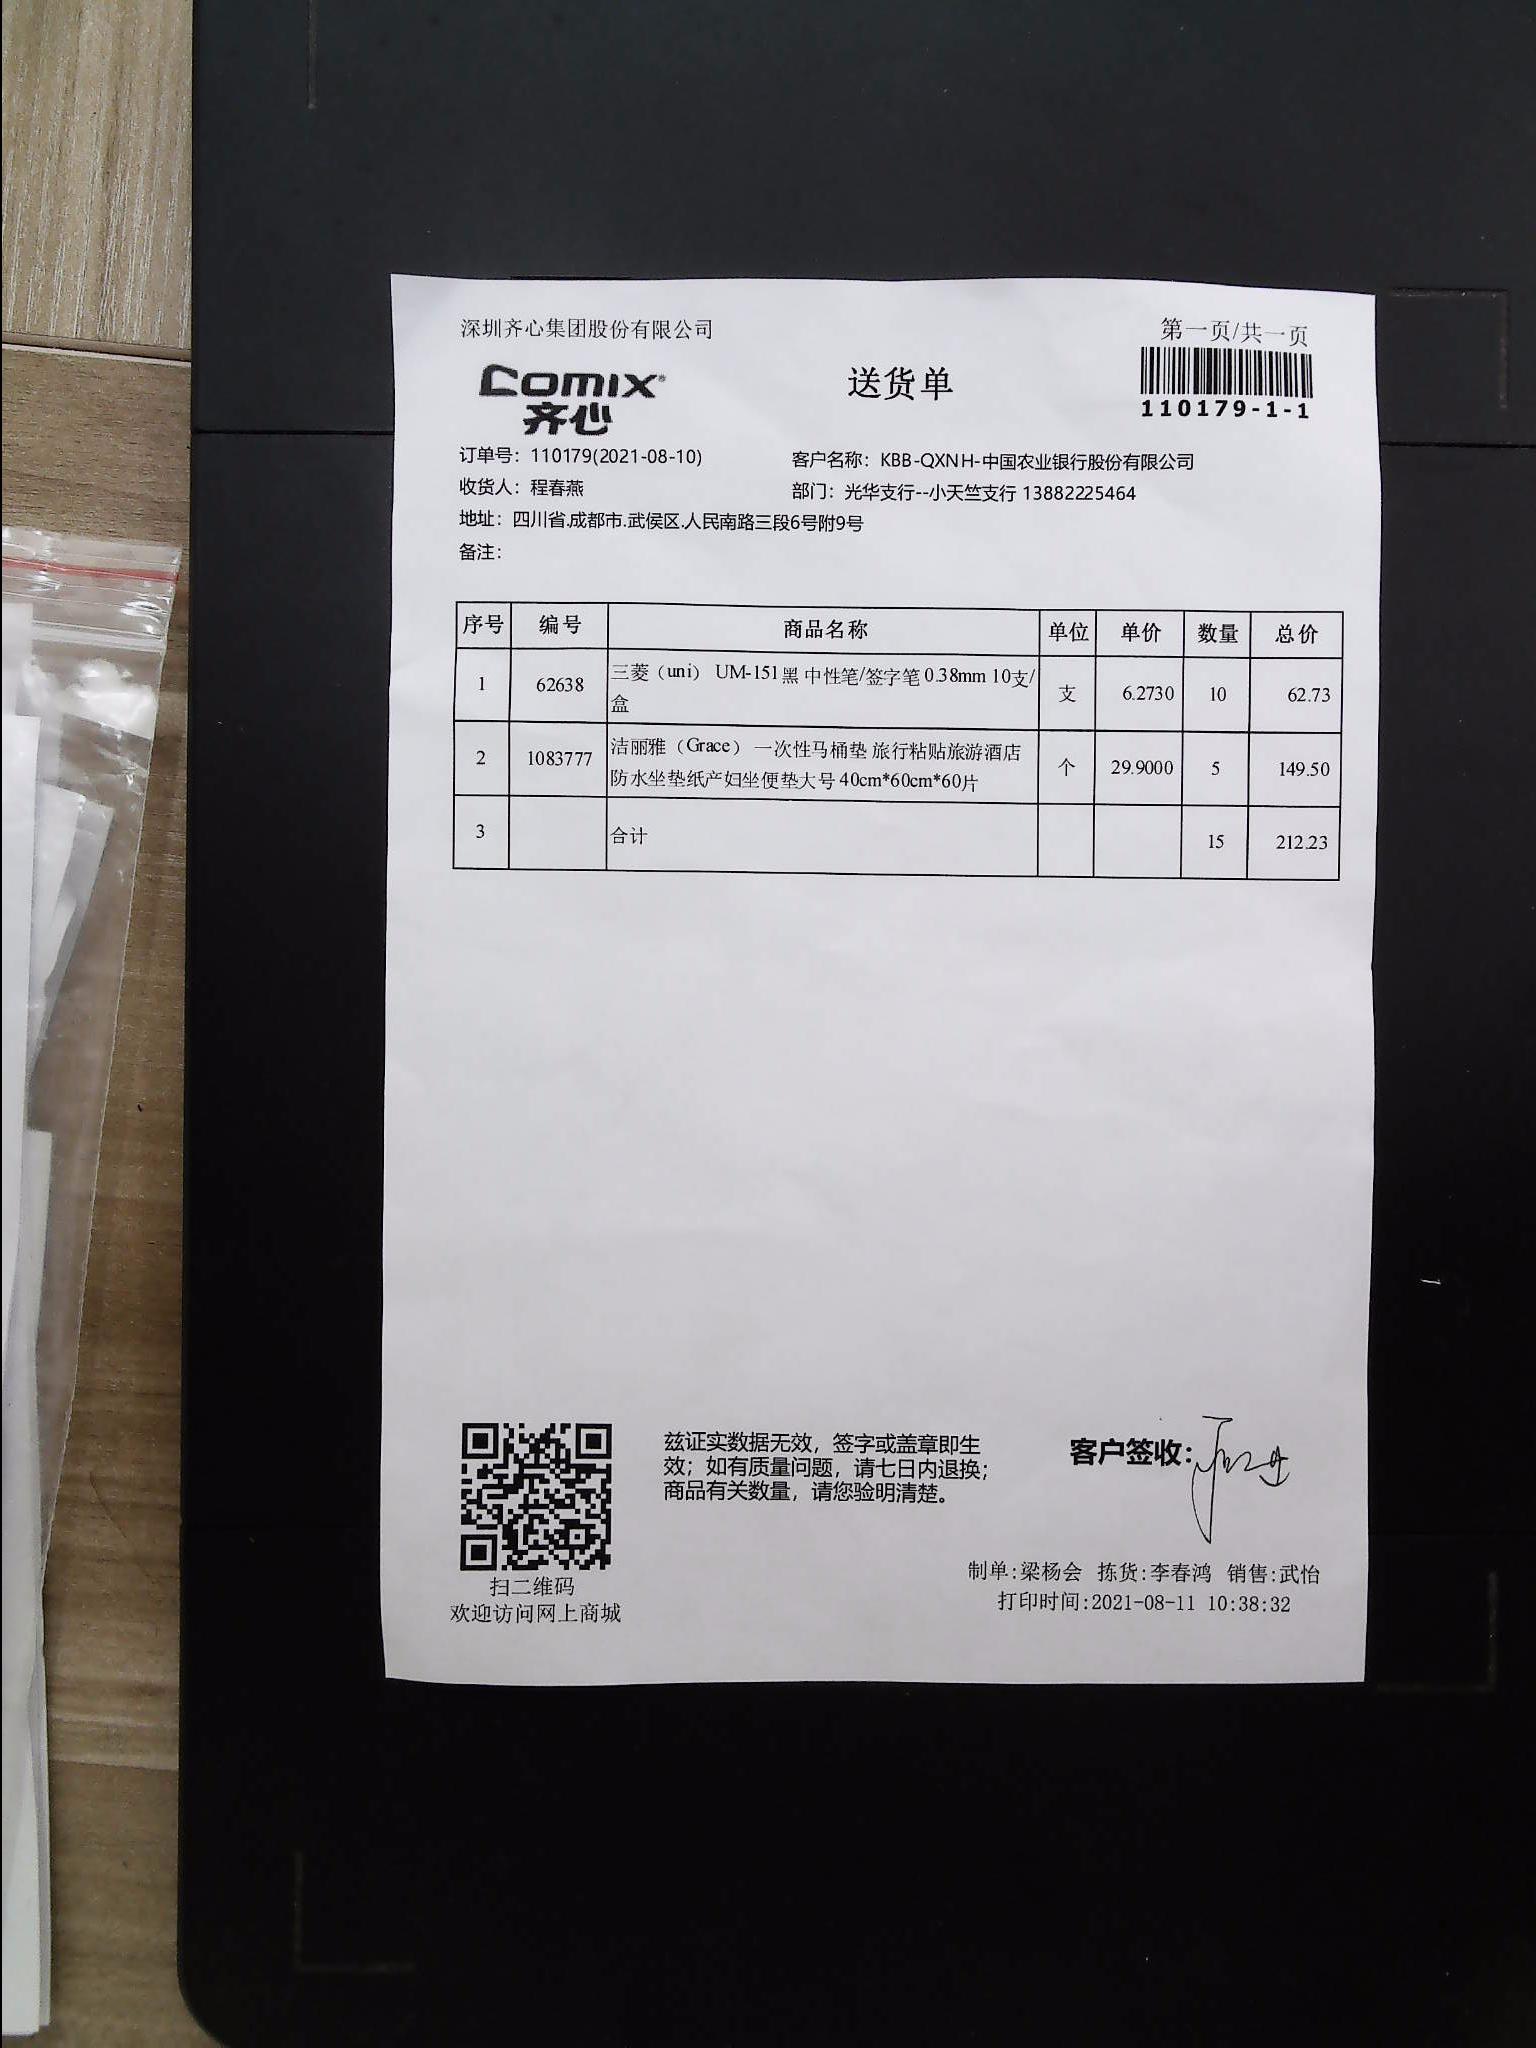 深圳齐心集团股份有限公司
第一页/共一页
COMIX®
齐心
送货单
110179-1-1
订单号：110179(2021-08-10)
客户名称：KBB-QXNH-中国农业银行股份有限公司
收货人：程春燕
部门：光华支行--小天竺支行 13882225464
地址：四川省.成都市.武侯区.人民南路三段6号附9号
备注：
序号 编号 商品名称 单位 单价 数量 总价
1 62638 三菱（uni） UM-151黑 中性笔/签字笔 0.38mm 10支/
盒 支 6.2730 10 62.73
2 1083777 洁丽雅（Grace） 一次性马桶垫 旅行粘贴旅游酒店
防水坐垫纸产妇坐便垫大号 40cm*60cm*60片 个 29.9000 5 149.50
3 合计 15 212.23
兹证实数据无效，签字或盖章即生
效；如有质量问题，请七日内退换；
商品有关数量，请您验明清楚。
客户签收：
扫二维码
欢迎访问网上商城
制单:梁杨会 拣货:李春鸿 销售:武怡
打印时间:2021-08-11 10:38:32